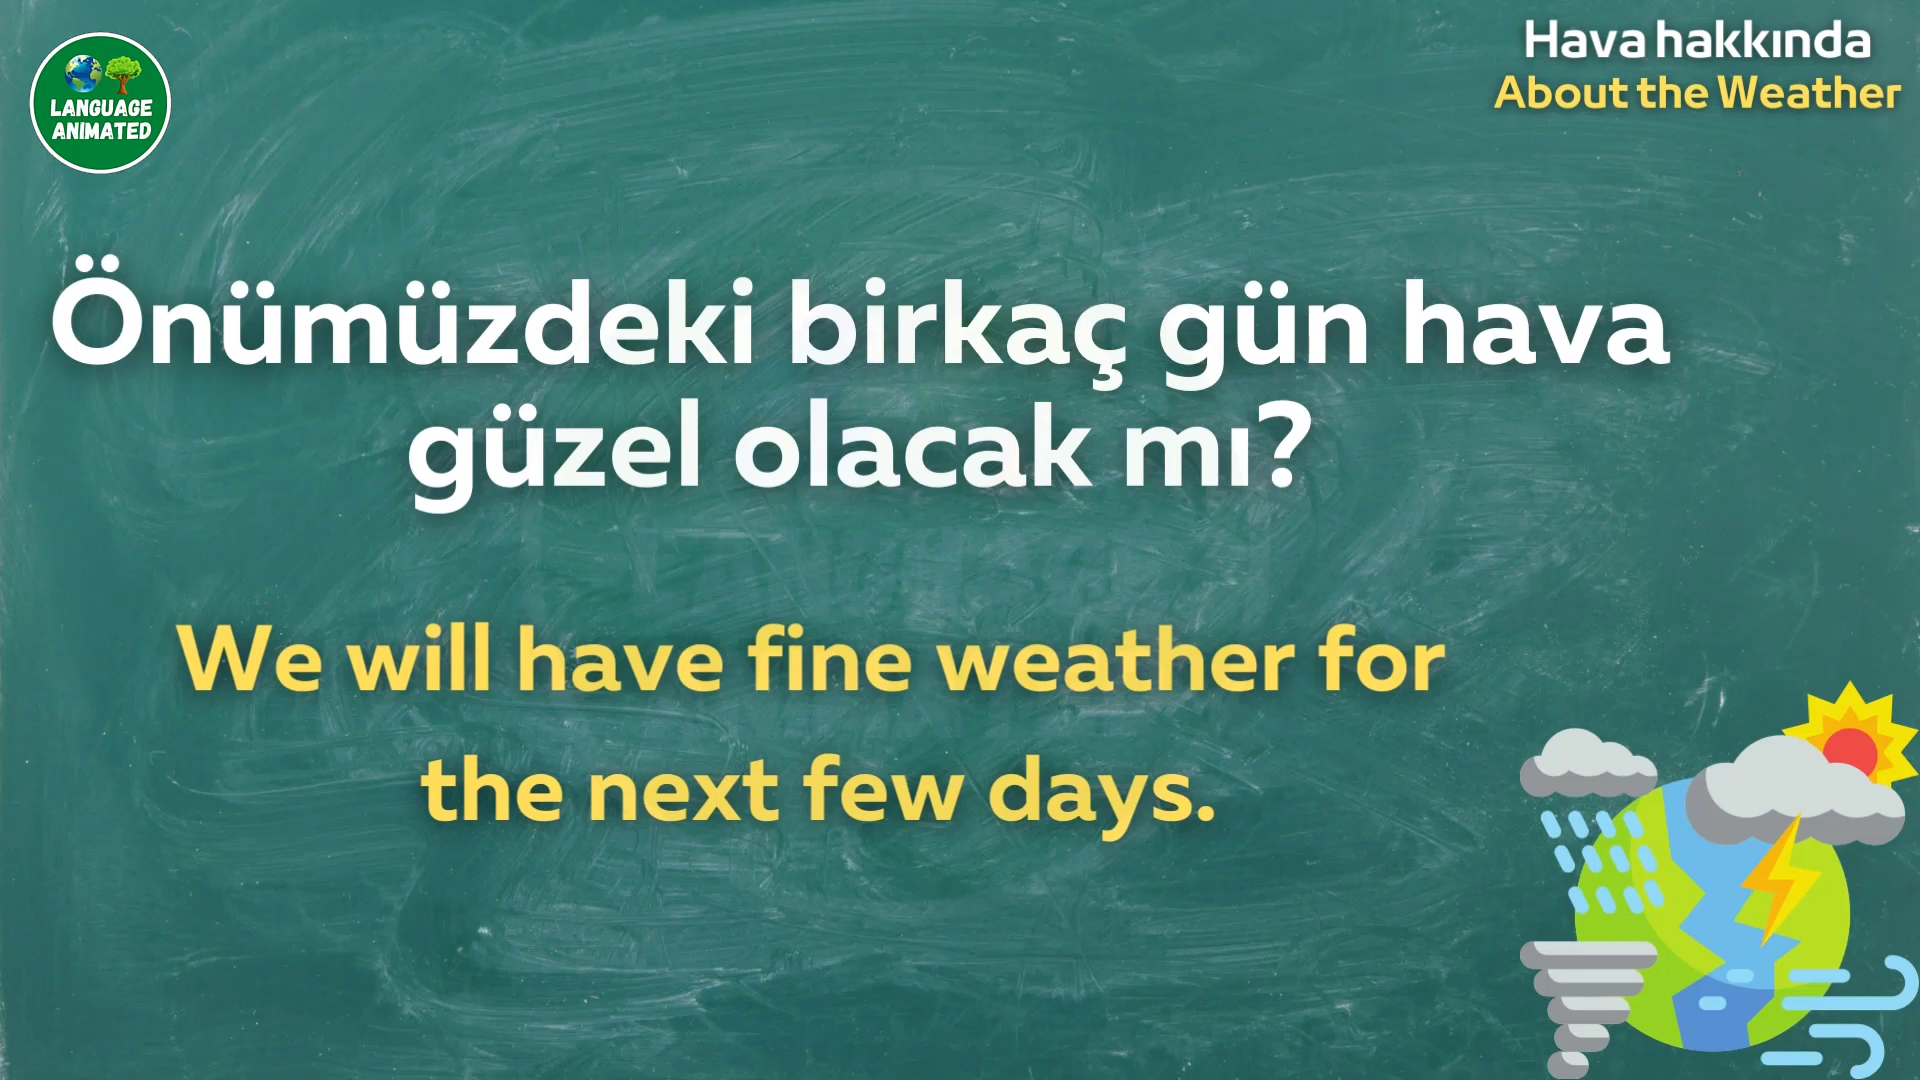 LANGUAGE
ANIMATED
Hava hakkında
About the Weather
Önümüzdeki birkaç gün hava
güzel olacak mı?
We will have fine weather for
the next few days.